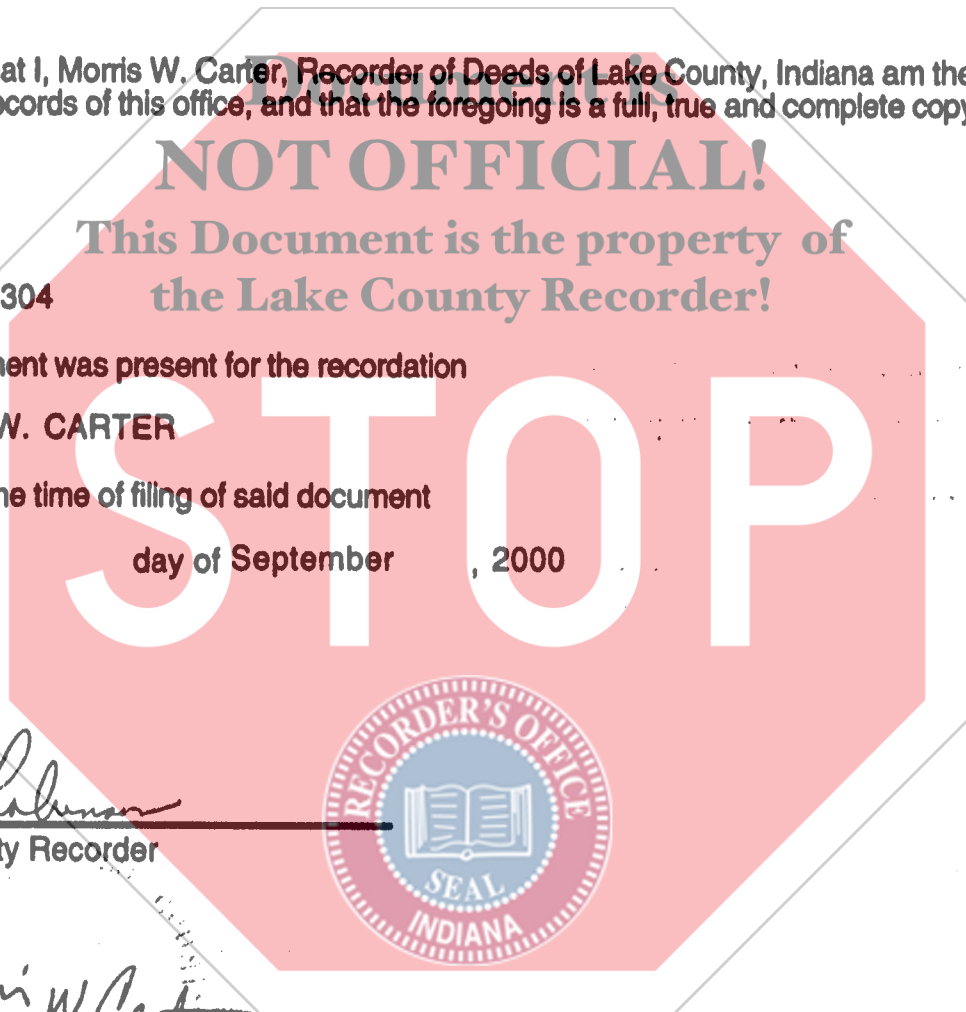 at I, Morris W. Carter, Recorder of Deeds of Lake County, Indiana am the
Document is
ecords of this office, and that the foregoing is a full, true and complete copy
NOT OFFICIAL!
This Document is the property of
304
the Lake County Recorder!
ent was present for the recordation
W. CARTER
STOP
e time of filing of said document
day of September , 2000
RECORDER'S OFFICE
SEAL
INDIANA
ty Recorder
W